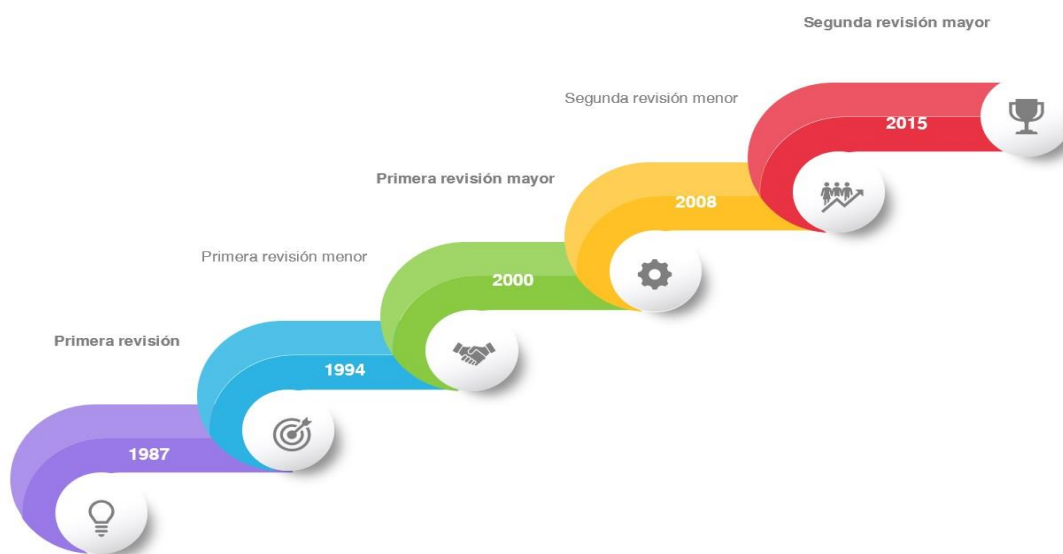 Segunda revisión mayor
Segunda revisión menor
2015
Primera revisión mayor
2008
Primera revisión menor
2000
Primera revisión
1994
1987